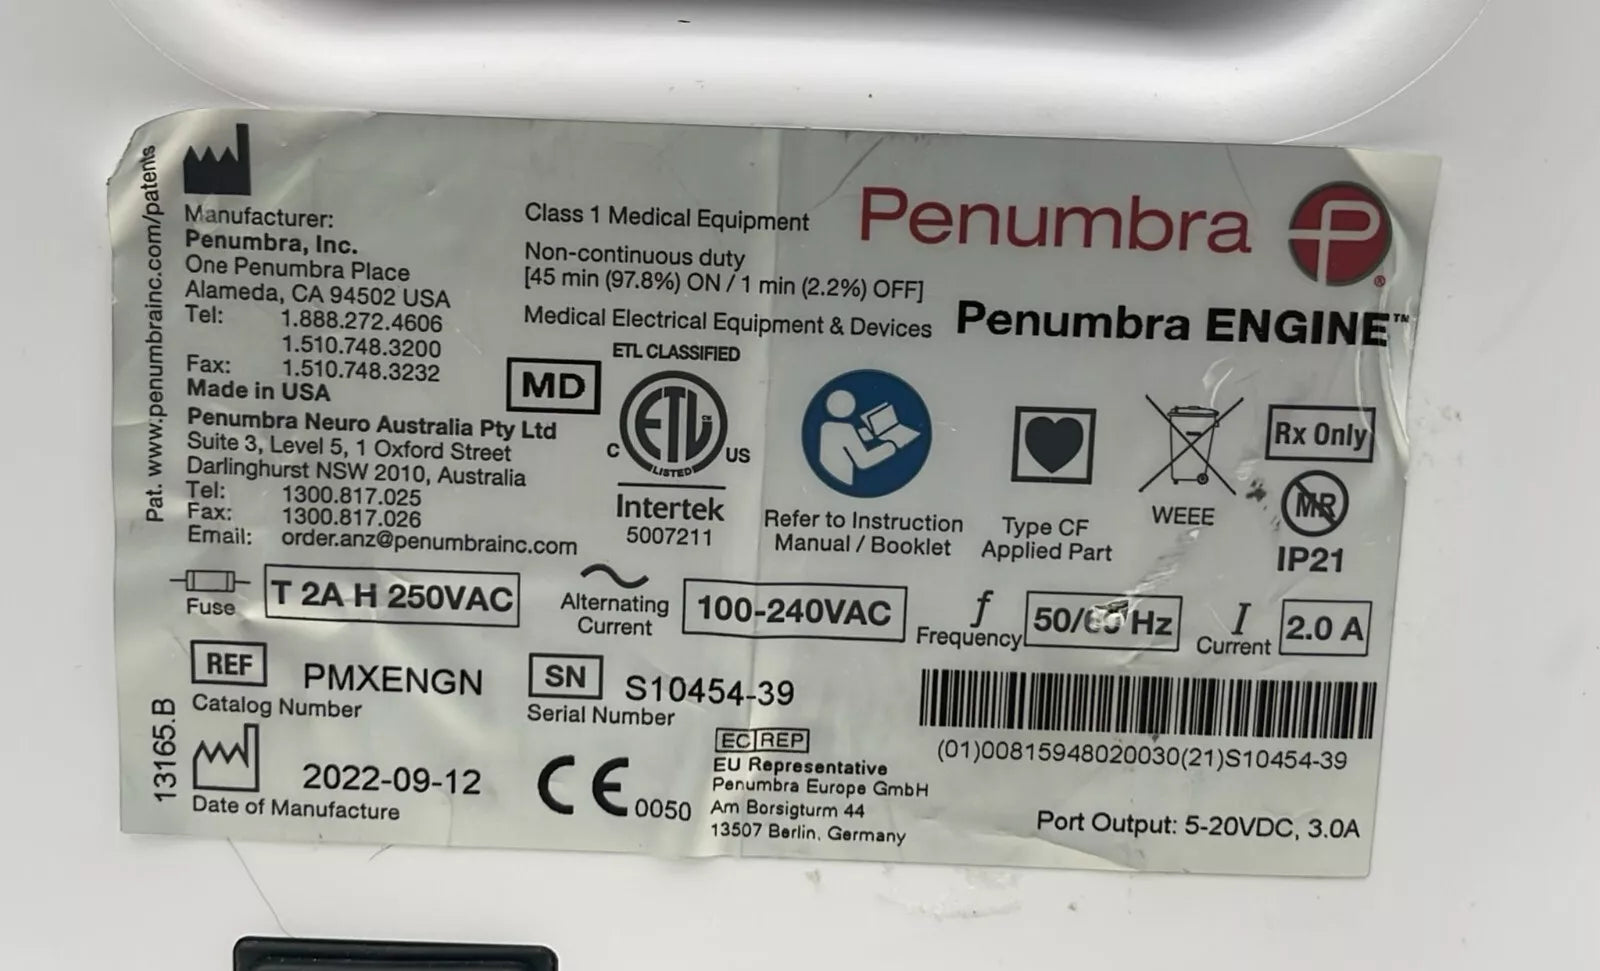 Pat. www.penumbrainc.com/patents
Manufacturer:
Penumbra, Inc.
One Penumbra Place
Alameda, CA 94502 USA
Tel: 1.888.272.4606
1.510.748.3200
Fax: 1.510.748.3232
Made in USA
Penumbra Neuro Australia Pty Ltd
Suite 3, Level 5, 1 Oxford Street
Darlinghurst NSW 2010, Australia
Tel: 1300.817.025
Fax: 1300.817.026
Email: order.anz@penumbrainc.com
Class 1 Medical Equipment
Non-continuous duty
[45 min (97.8%) ON / 1 min (2.2%) OFF]
Medical Electrical Equipment & Devices
Penumbra P ®
Penumbra ENGINE™
MD
ETL CLASSIFIED
C ETL US
LISTED
Intertek
5007211
Refer to Instruction
Manual / Booklet
Type CF
Applied Part
WEEE
Rx Only
MR
IP21
Fuse
T 2A H 250VAC
Alternating
Current
100-240VAC
f
Frequency
50/60 Hz
I
Current
2.0 A
13165.B
REF PMXENGN
Catalog Number
SN S10454-39
Serial Number
2022-09-12
Date of Manufacture
CE 0050
EC REP
EU Representative
Penumbra Europe GmbH
Am Borsigturm 44
13507 Berlin, Germany
(01)00815948020030(21)S10454-39
Port Output: 5-20VDC, 3.0A